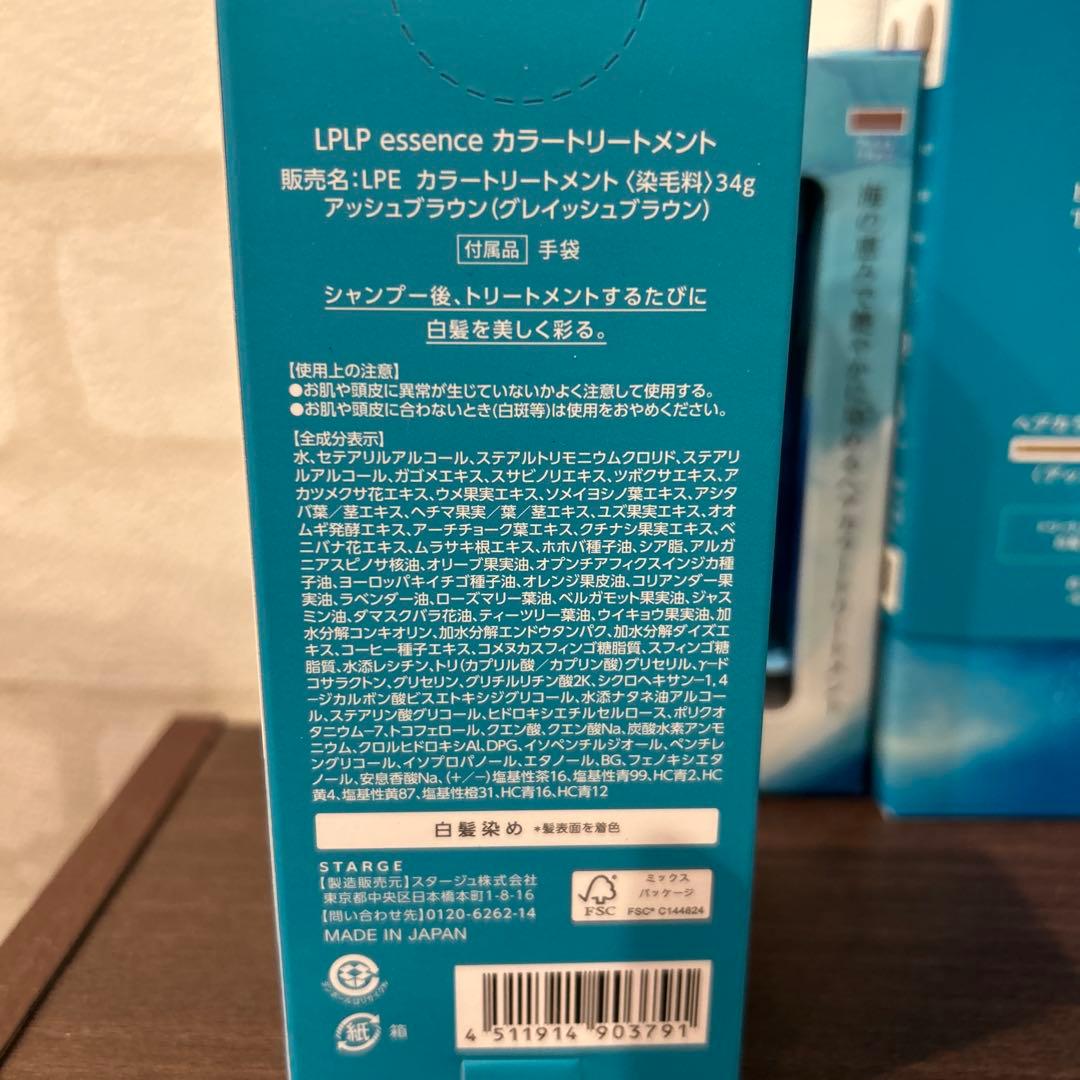 LPLP essence カラートリートメント
販売名:LPE カラートリートメント〈染毛料〉34g
アッシュブラウン(グレイッシュブラウン)
付属品 手袋
シャンプー後、トリートメントするたびに
白髪を美しく彩る。
【使用上の注意】
●お肌や頭皮に異常が生じていないかよく注意して使用する。
●お肌や頭皮に合わないとき(白斑等)は使用をおやめください。
【全成分表示】
水、セテアリルアルコール、ステアルトリモニウムクロリド、ステアリ
ルアルコール、ガゴメエキス、スサビノリエキス、ツボクサエキス、ア
カツメクサ花エキス、ウメ果実エキス、ソメイヨシノ葉エキス、アシタ
バ葉/茎エキス、ヘチマ果実/葉/茎エキス、ユズ果実エキス、オオ
ムギ発酵エキス、アーチチョーク葉エキス、クチナシ果実エキス、ベ
ニバナ花エキス、ムラサキ根エキス、ホホバ種子油、シア脂、アルガ
ニアスピノサ核油、オリーブ果実油、オプンチアフィクスインジカ種
子油、ヨーロッパキイチゴ種子油、オレンジ果皮油、コリアンダー果
実油、ラベンダー油、ローズマリー葉油、ベルガモット果実油、ジャス
ミン油、ダマスクバラ花油、ティーツリー葉油、ウイキョウ果実油、加
水分解コンキオリン、加水分解エンドウタンパク、加水分解ダイズエ
キス、コーヒー種子エキス、コメヌカスフィンゴ糖脂質、スフィンゴ糖
脂質、水添レシチン、トリ(カプリル酸/カプリン酸)グリセリル、γ-ド
コサラクトン、グリセリン、グリチルリチン酸2K、シクロヘキサン-1,4
-ジカルボン酸ビスエトキシジグリコール、水添ナタネ油アルコー
ル、ステアリン酸グリコール、ヒドロキシエチルセルロース、ポリクオ
タニウム-7、トコフェロール、クエン酸、クエン酸Na、炭酸水素アンモ
ニウム、クロルヒドロキシAl、DPG、イソペンチルジオール、ペンチレ
ングリコール、イソプロパノール、エタノール、BG、フェノキシエタ
ノール、安息香酸Na、(+/-)塩基性茶16、塩基性青99、HC青2、HC
黄4、塩基性黄87、塩基性橙31、HC青16、HC青12
白髪染め *髪表面を着色
STARGE
【製造販売元】スタージュ株式会社
東京都中央区日本橋本町1-8-16
【問い合わせ先】0120-6262-14
MADE IN JAPAN
FSC
ミックス
パッケージ
FSC® C144824
ダンボールはリサイクル
紙 箱
4 511914 903791